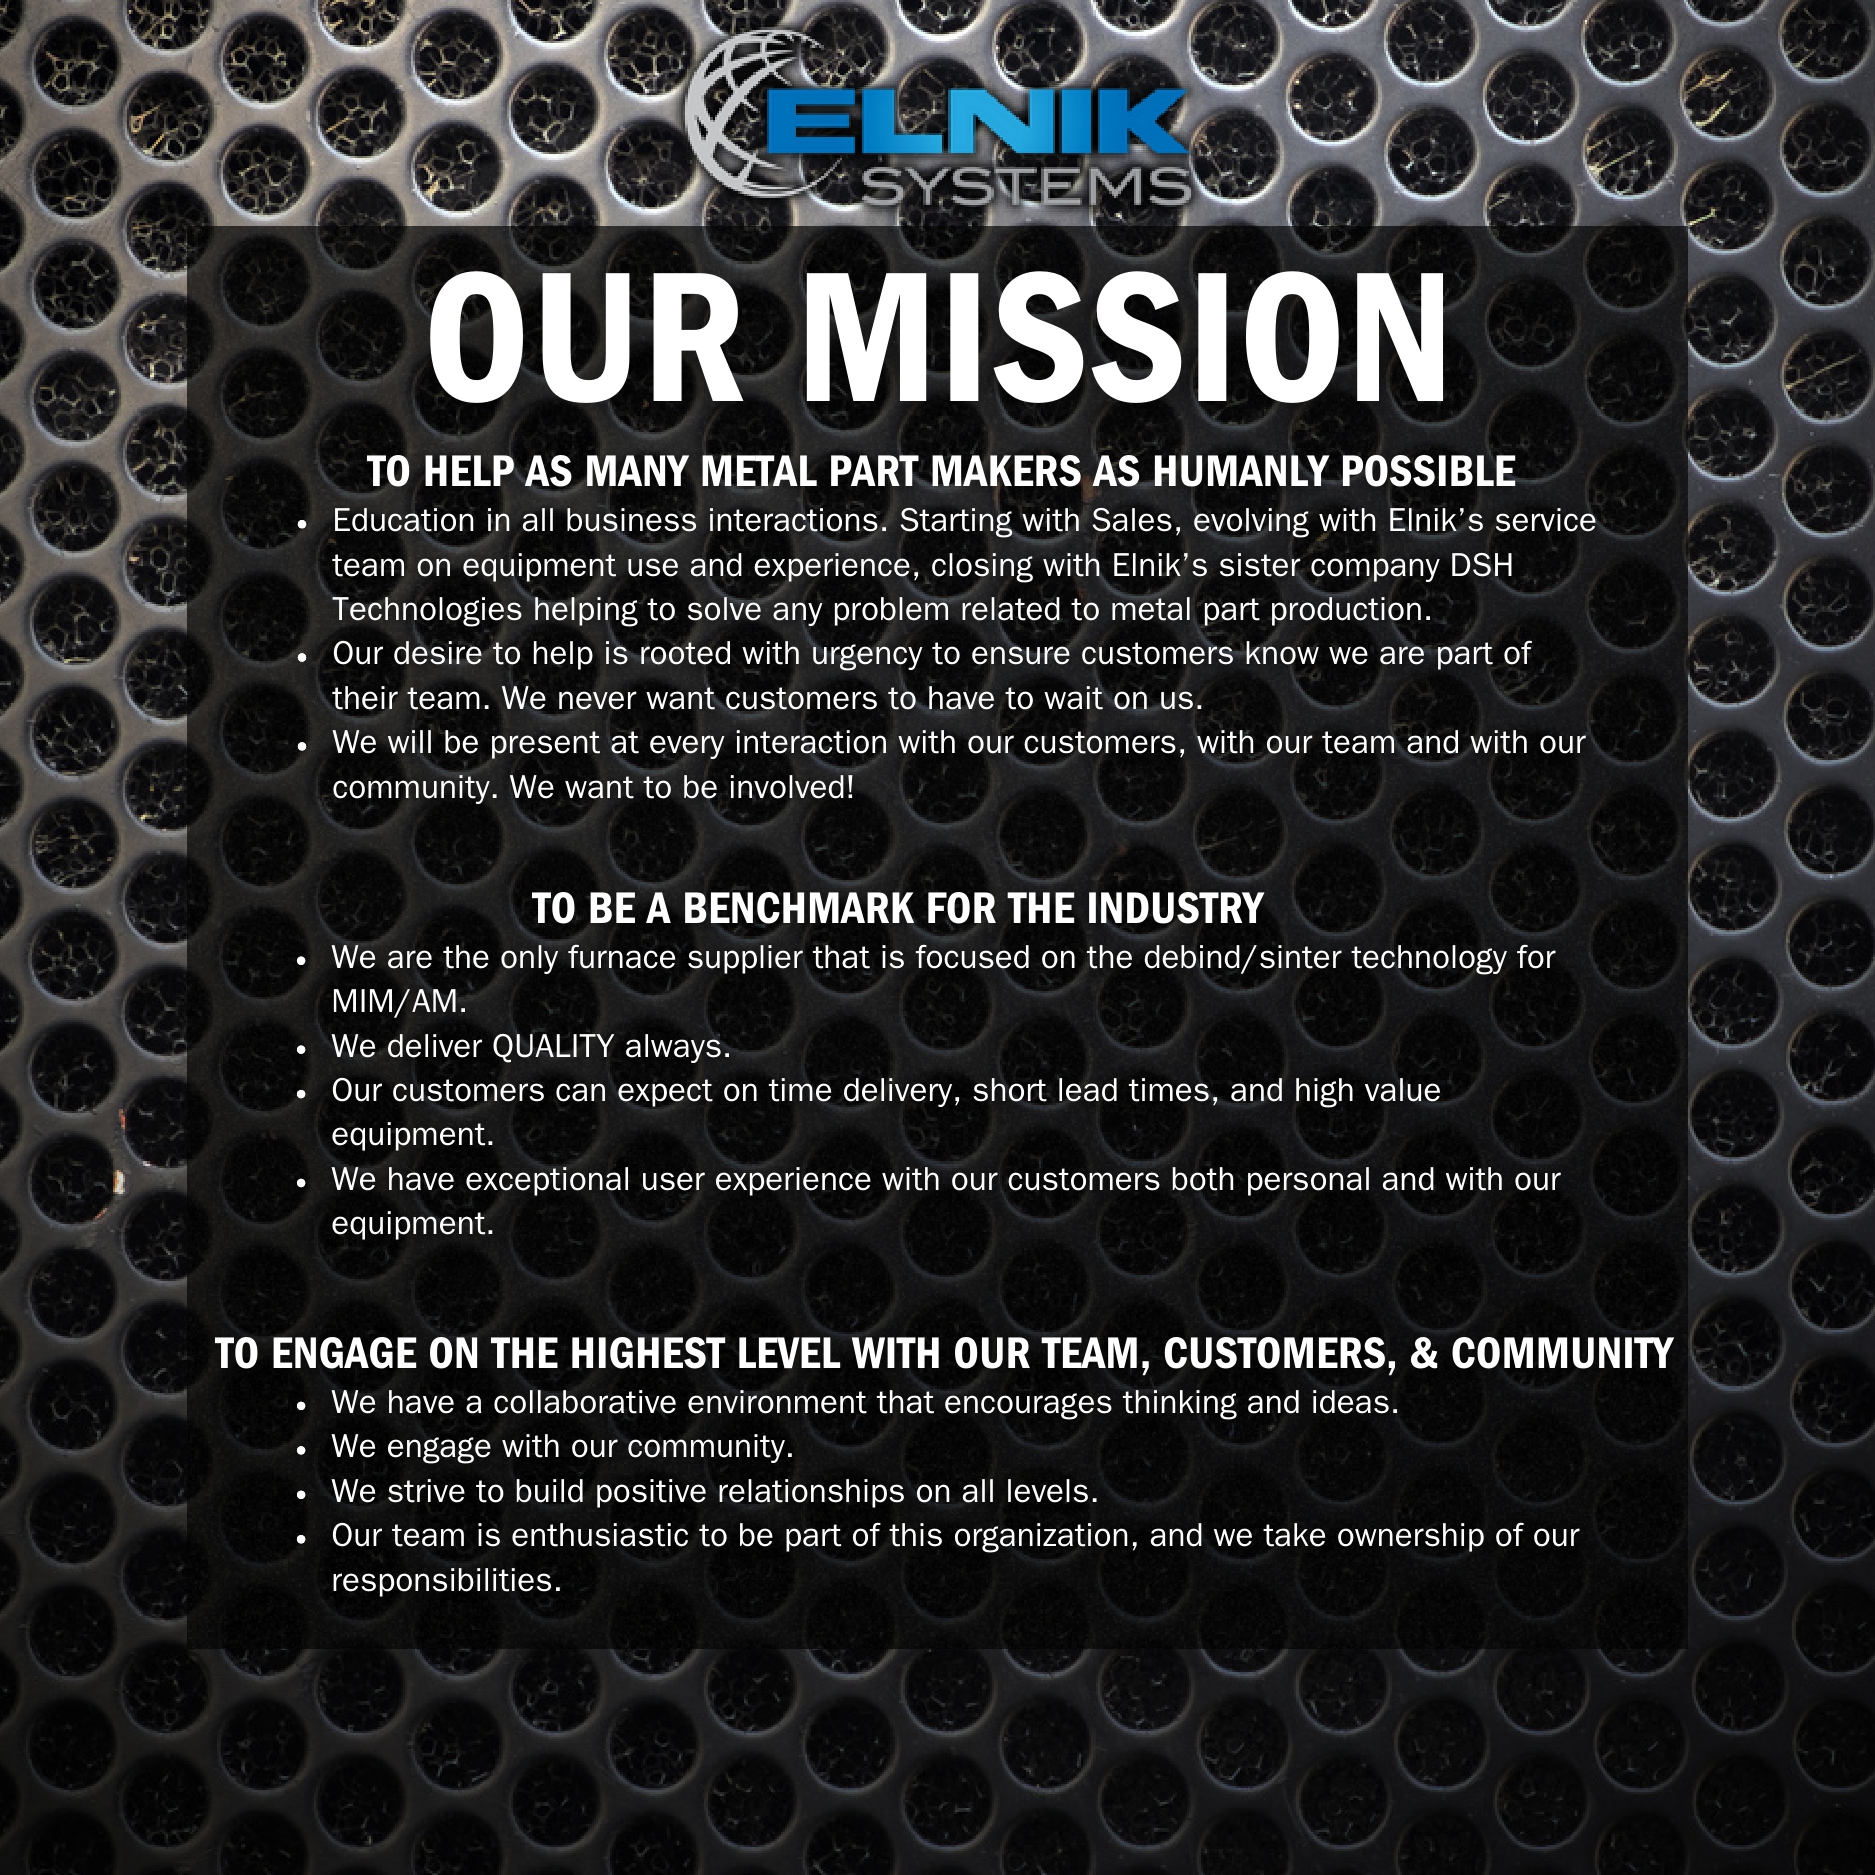 ELNIK
SYSTEMS
OUR MISSION
TO HELP AS MANY METAL PART MAKERS AS HUMANLY POSSIBLE
• Education in all business interactions. Starting with Sales, evolving with Elnik’s service
team on equipment use and experience, closing with Elnik’s sister company DSH
Technologies helping to solve any problem related to metal part production.
• Our desire to help is rooted with urgency to ensure customers know we are part of
their team. We never want customers to have to wait on us.
• We will be present at every interaction with our customers, with our team and with our
community. We want to be involved!
TO BE A BENCHMARK FOR THE INDUSTRY
• We are the only furnace supplier that is focused on the debind/sinter technology for
MIM/AM.
• We deliver QUALITY always.
• Our customers can expect on time delivery, short lead times, and high value
equipment.
• We have exceptional user experience with our customers both personal and with our
equipment.
TO ENGAGE ON THE HIGHEST LEVEL WITH OUR TEAM, CUSTOMERS, & COMMUNITY
• We have a collaborative environment that encourages thinking and ideas.
• We engage with our community.
• We strive to build positive relationships on all levels.
• Our team is enthusiastic to be part of this organization, and we take ownership of our
responsibilities.